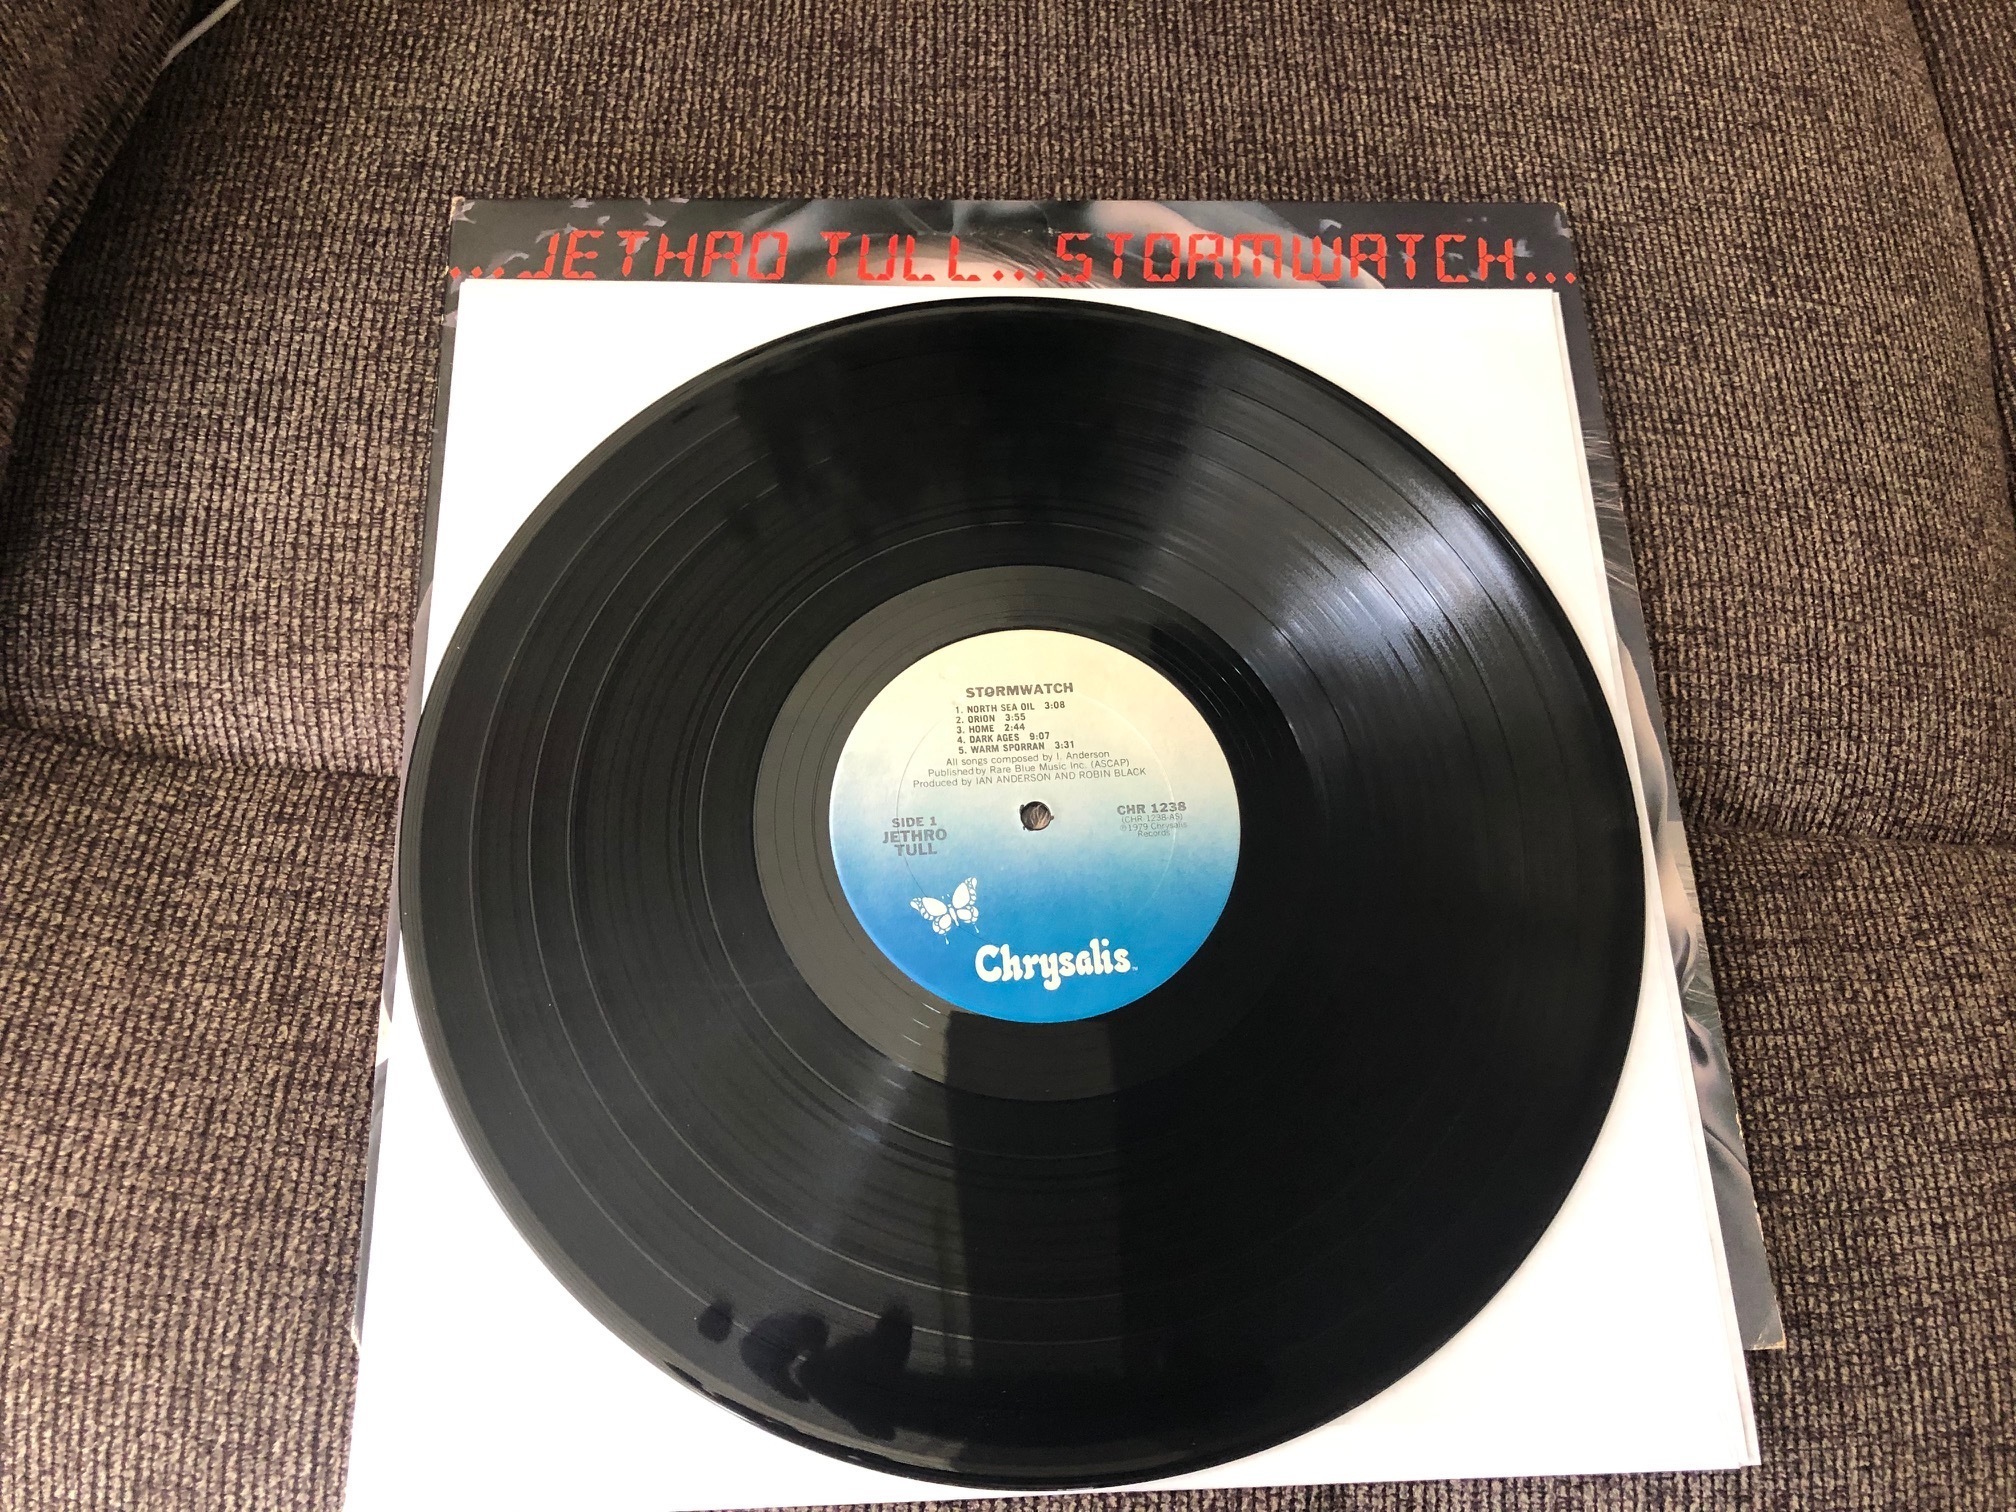 ...JETHRO TULL...STORMWATCH...
STORMWATCH
1. NORTH SEA OIL 3:08
2. ORION 3:55
3. HOME 2:44
4. DARK AGES 9:07
5. WARM SPORRAN 3:31
All songs composed by I. Anderson
Published by Rare Blue Music Inc. (ASCAP)
Produced by IAN ANDERSON AND ROBIN BLACK
SIDE 1
JETHRO
TULL
CHR 1238
(CHR 1238-AS)
℗1979 Chrysalis
Records
Chrysalis™